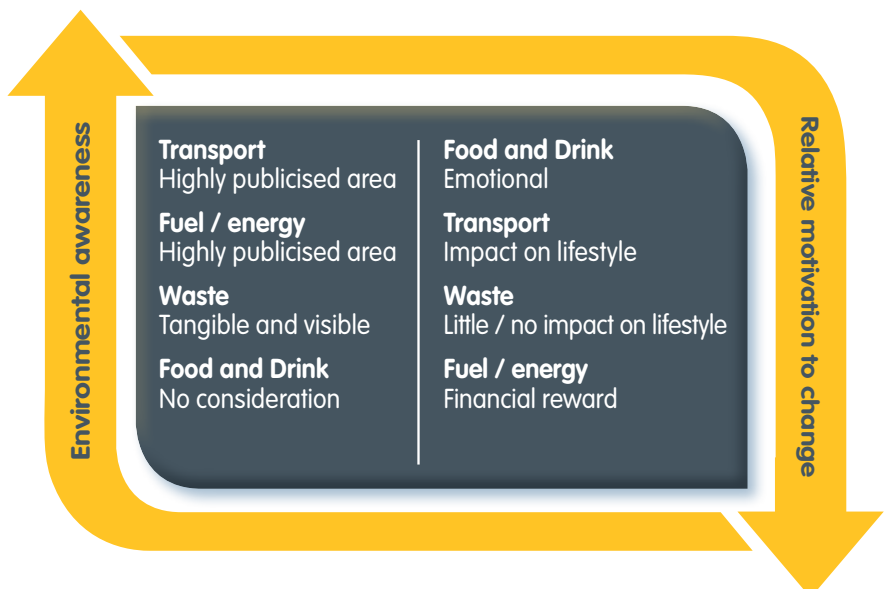 Environmental awareness
Transport
Highly publicised area
Fuel / energy
Highly publicised area
Waste
Tangible and visible
Food and Drink
No consideration
Food and Drink
Emotional
Transport
Impact on lifestyle
Waste
Little / no impact on lifestyle
Fuel / energy
Financial reward
Relative motivation to change